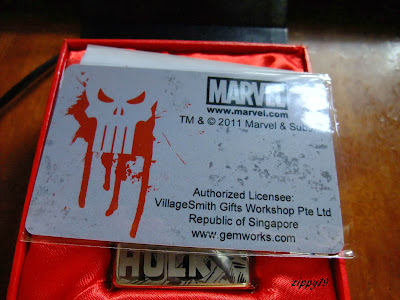 MARVEL
www.marvel.com
TM & © 2011 Marvel & Subs
Authorized Licensee:
VillageSmith Gifts Workshop Pte Ltd
Republic of Singapore
www.gemworks.com
HULK
zippy19